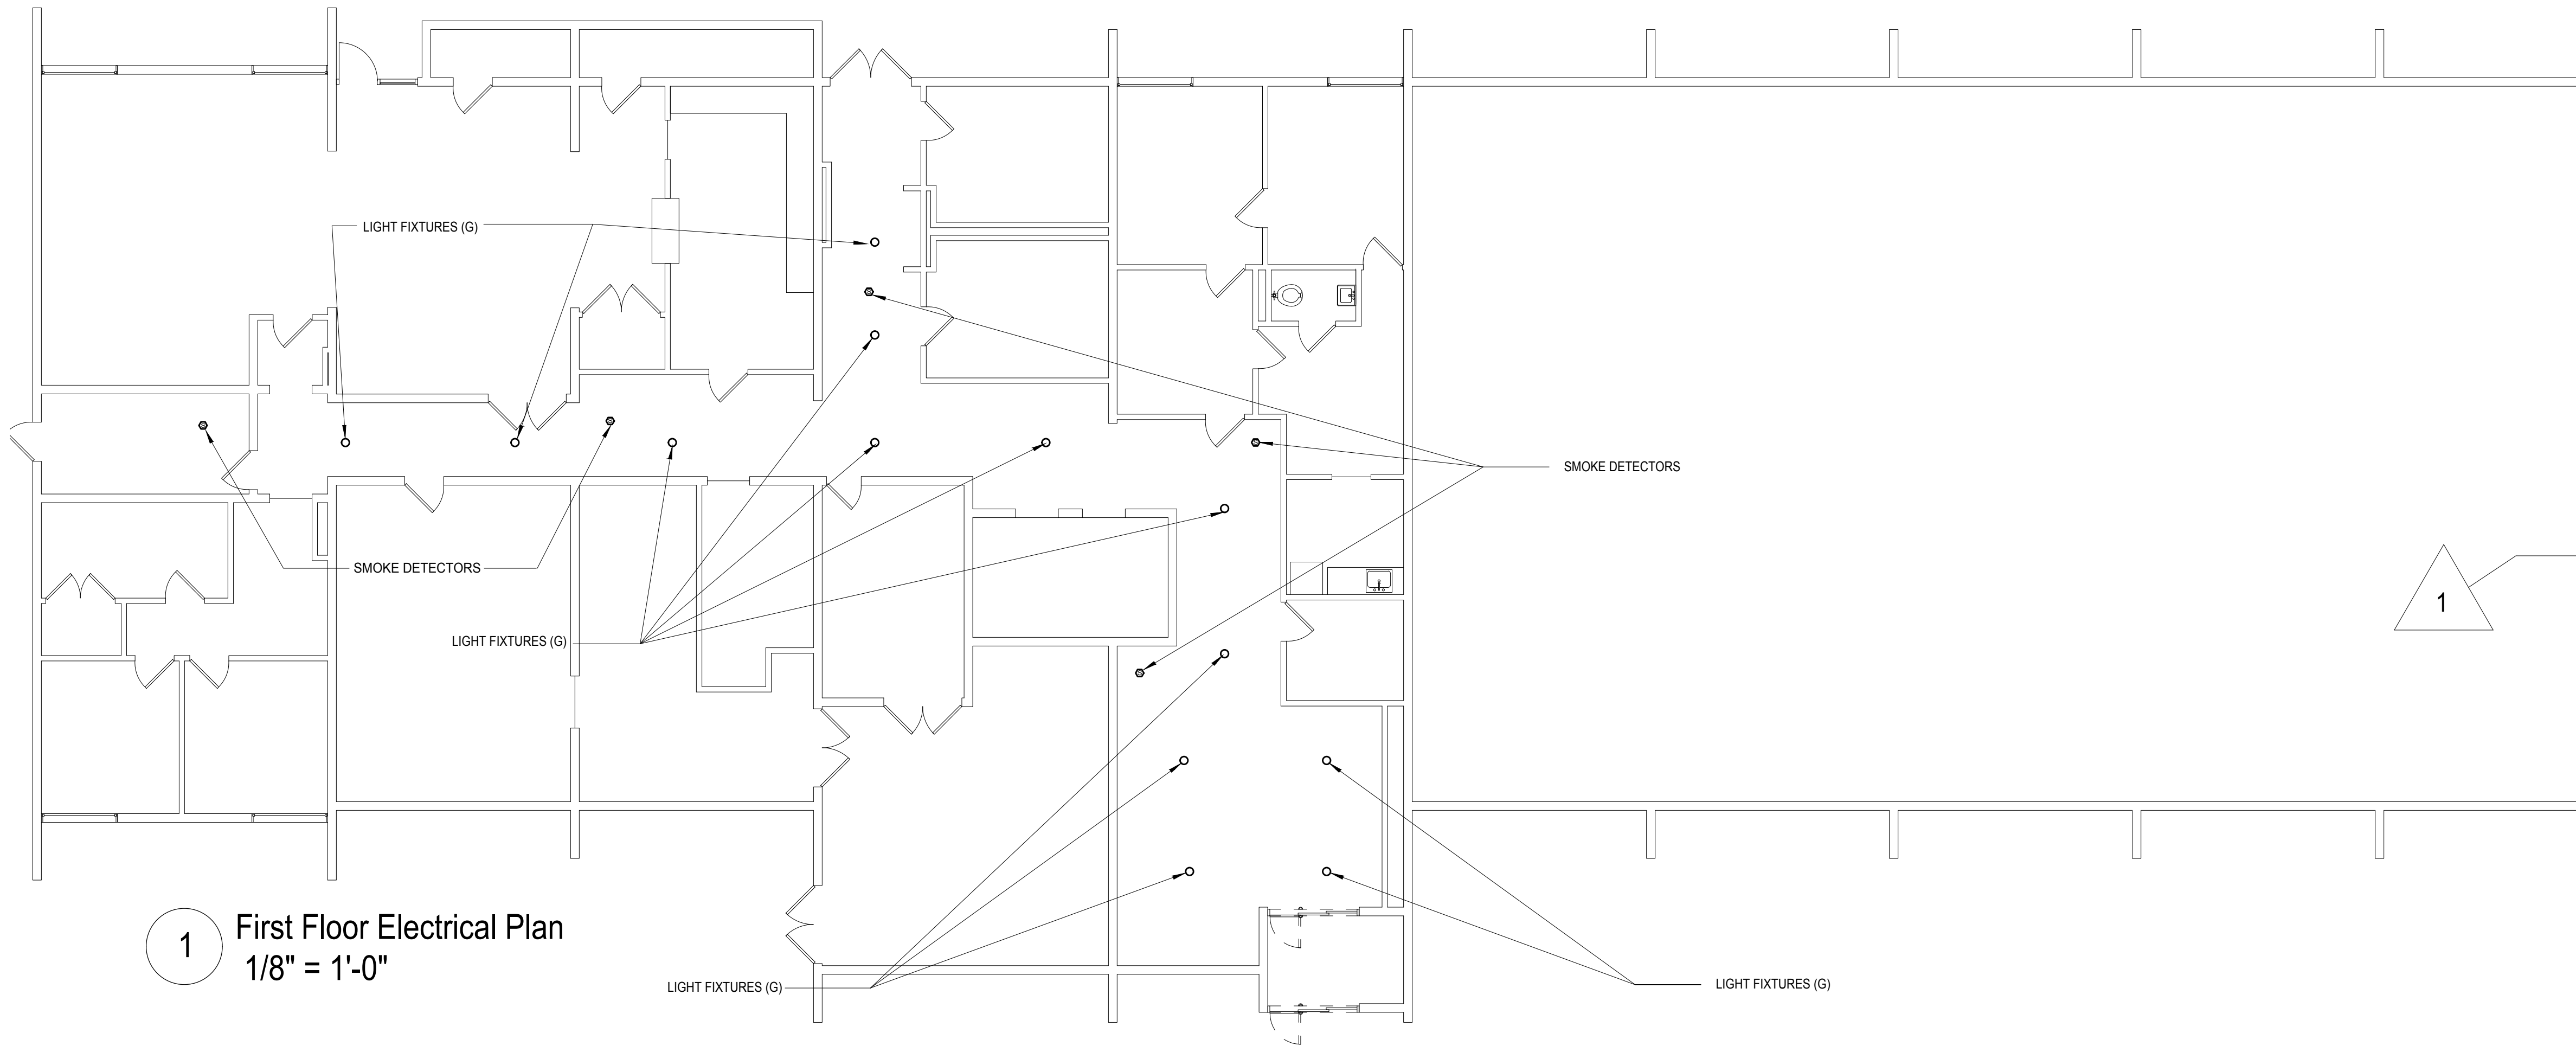 LIGHT FIXTURES (G)
SMOKE DETECTORS
SMOKE DETECTORS
1
LIGHT FIXTURES (G)
1
First Floor Electrical Plan
1/8" = 1'-0"
LIGHT FIXTURES (G)
LIGHT FIXTURES (G)